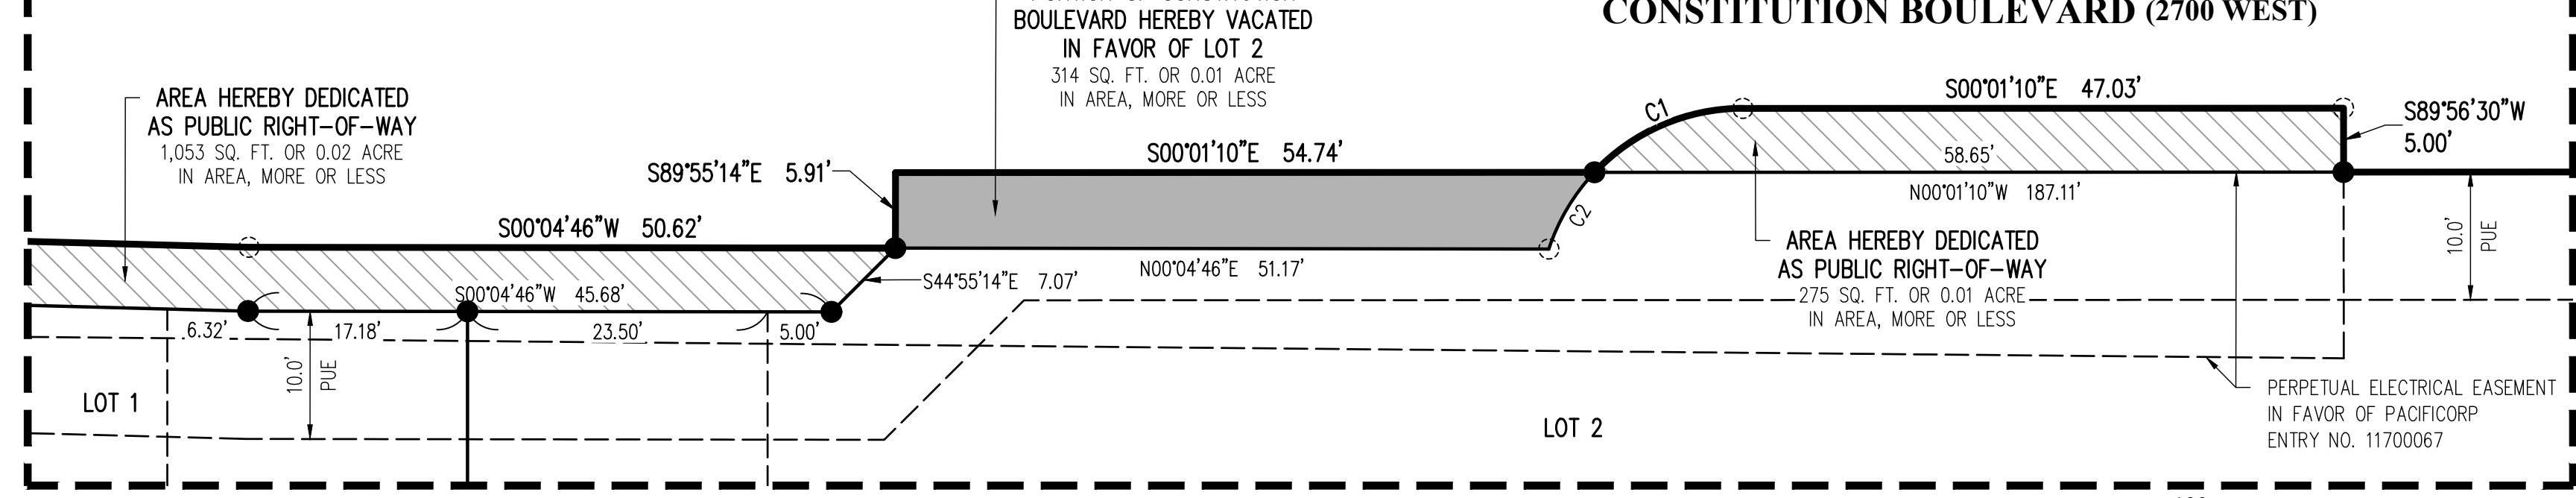 BOULEVARD HEREBY VACATED
IN FAVOR OF LOT 2
314 SQ. FT. OR 0.01 ACRE
IN AREA, MORE OR LESS
CONSTITUTION BOULEVARD (2700 WEST)
AREA HEREBY DEDICATED
AS PUBLIC RIGHT-OF-WAY
1,053 SQ. FT. OR 0.02 ACRE
IN AREA, MORE OR LESS
S00°04'46"W 50.62'
S89°55'14"E 5.91'
S00°01'10"E 54.74'
C1
S00°01'10"E 47.03'
S89°56'30"W
5.00'
58.65'
N00°01'10"W 187.11'
C2
N00°04'46"E 51.17'
S44°55'14"E 7.07'
S00°04'46"W 45.68'
6.32'
17.18'
23.50'
5.00'
10.0'
PUE
AREA HEREBY DEDICATED
AS PUBLIC RIGHT-OF-WAY
275 SQ. FT. OR 0.01 ACRE
IN AREA, MORE OR LESS
10.0'
PUE
LOT 1
LOT 2
PERPETUAL ELECTRICAL EASEMENT
IN FAVOR OF PACIFICORP
ENTRY NO. 11700067